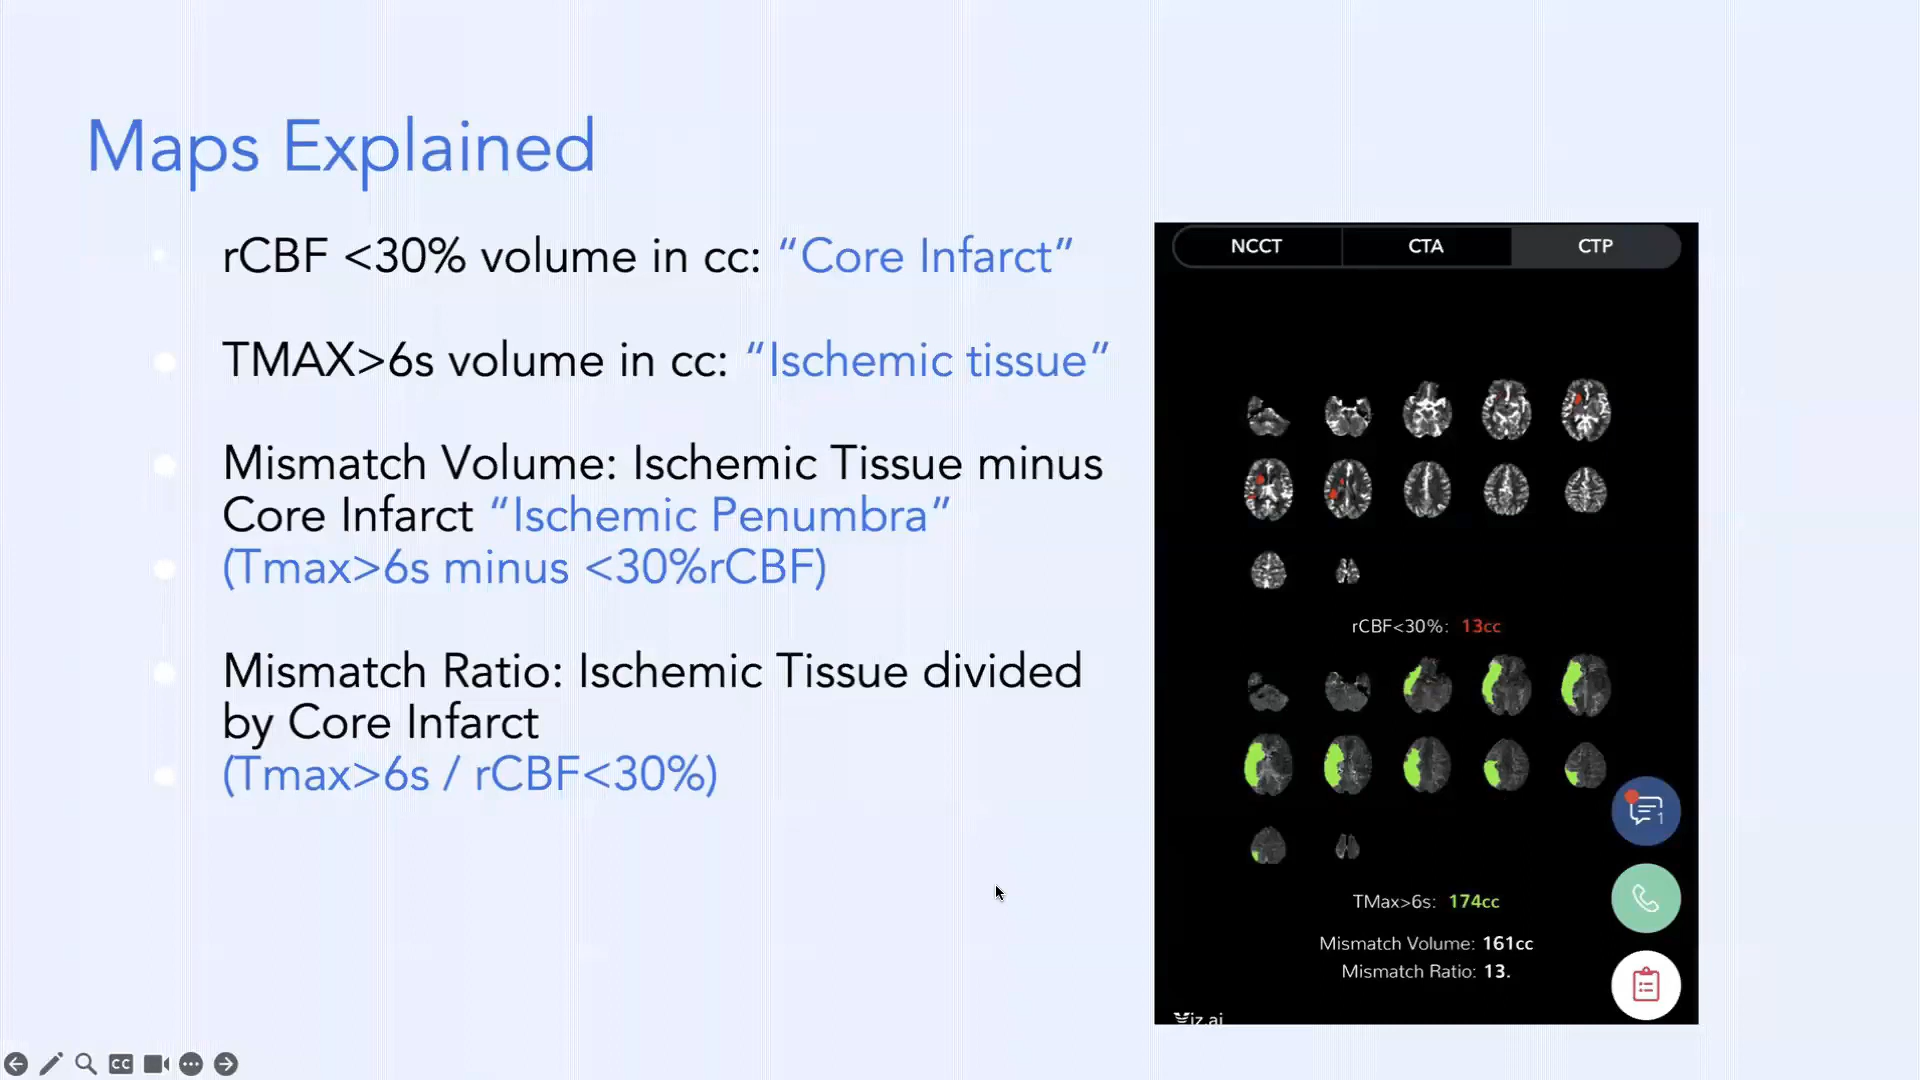 Maps Explained
rCBF <30% volume in cc: “Core Infarct”
TMAX>6s volume in cc: “Ischemic tissue”
Mismatch Volume: Ischemic Tissue minus
Core Infarct “Ischemic Penumbra”
(Tmax>6s minus <30%rCBF)
Mismatch Ratio: Ischemic Tissue divided
by Core Infarct
(Tmax>6s / rCBF<30%)
NCCT CTA CTP
rCBF<30%: 13cc
1
TMax>6s: 174cc
Mismatch Volume: 161cc
Mismatch Ratio: 13.
Viz.ai
CC